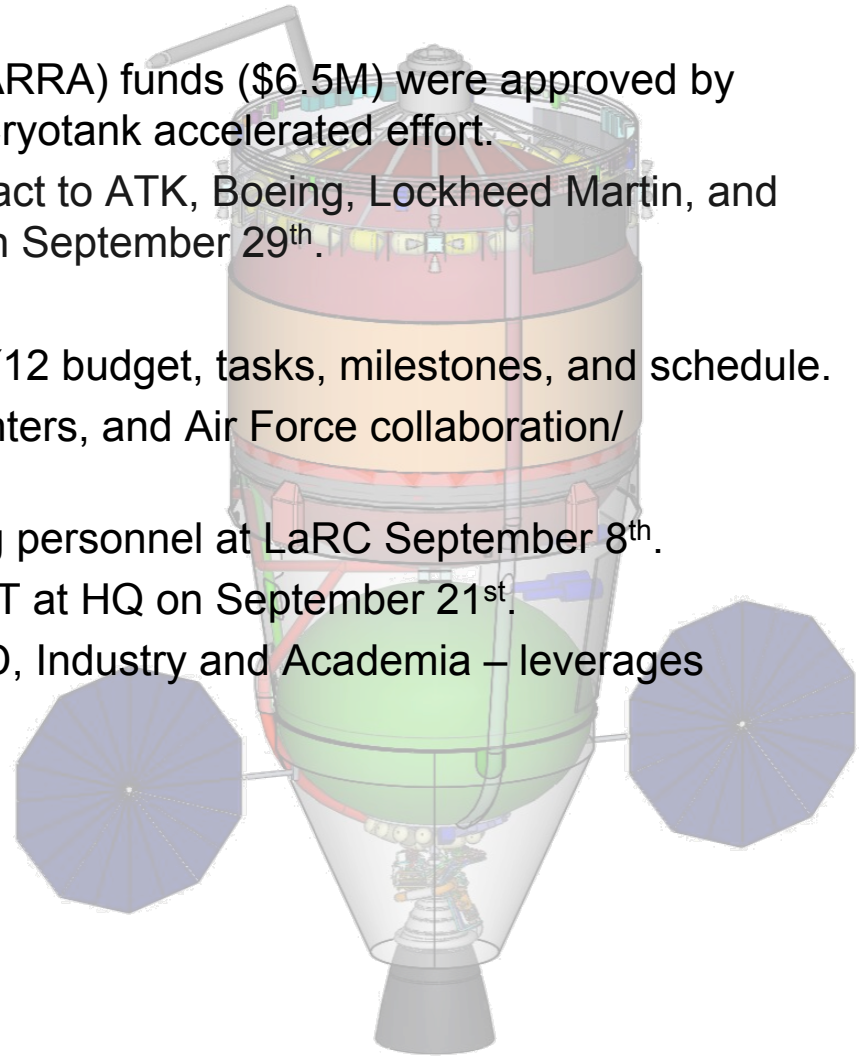 ARRA) funds ($6.5M) were approved by
ryotank accelerated effort.
act to ATK, Boeing, Lockheed Martin, and
n September 29th.
12 budget, tasks, milestones, and schedule.
nters, and Air Force collaboration/
g personnel at LaRC September 8th.
T at HQ on September 21st.
, Industry and Academia – leverages